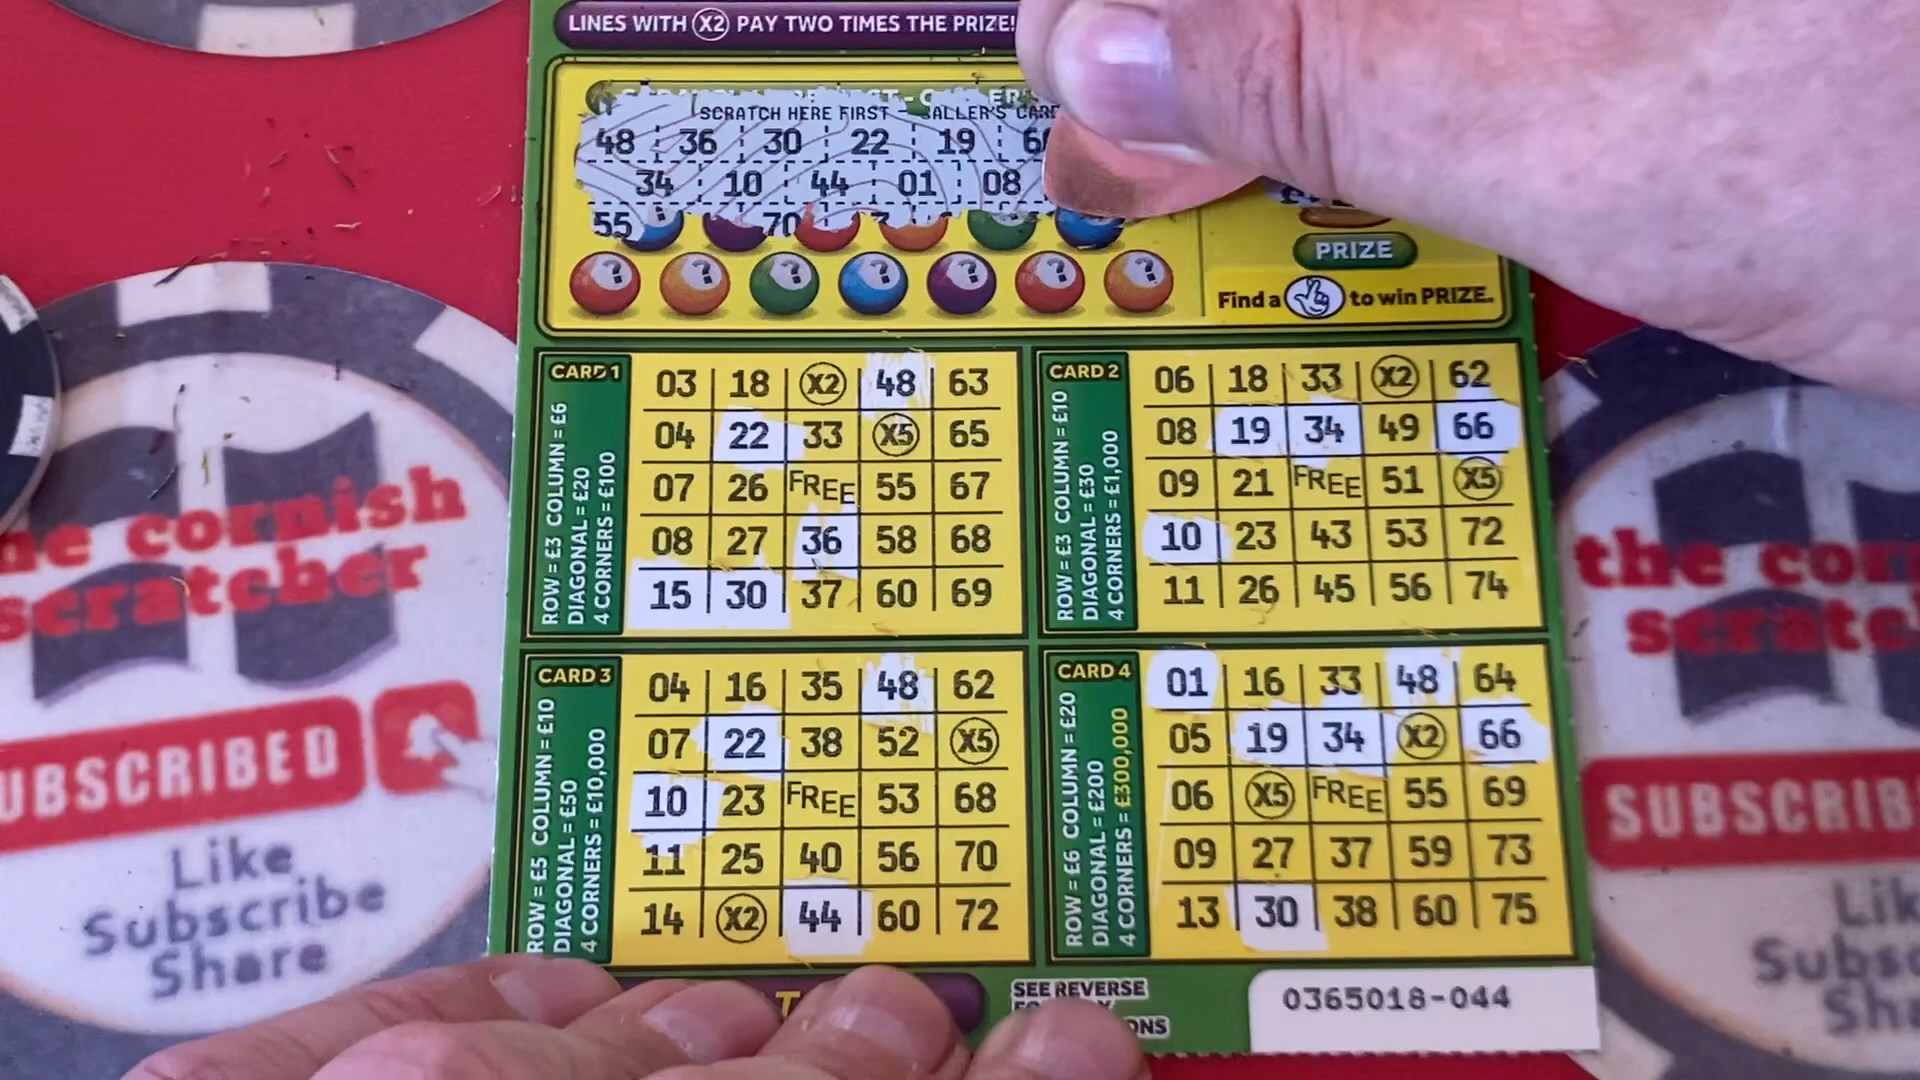 LINES WITH X2 PAY TWO TIMES THE PRIZE!
SCRATCH HERE FIRST - CALLER'S CARD
48 36 30 22 19
34 10 44 01 08
55 70
PRIZE
Find a to win PRIZE.
CARD 1
ROW = £3 COLUMN = £6
DIAGONAL = £20
4 CORNERS = £100
03 18 X2 48 63
04 22 33 X5 65
07 26 FREE 55 67
08 27 36 58 68
15 30 37 60 69
CARD 2
ROW = £3 COLUMN = £10
DIAGONAL = £30
4 CORNERS = £1,000
06 18 33 X2 62
08 19 34 49 66
09 21 FREE 51 X5
10 23 43 53 72
11 26 45 56 74
CARD 3
ROW = £5 COLUMN = £10
DIAGONAL = £50
4 CORNERS = £10,000
04 16 35 48 62
07 22 38 52 X5
10 23 FREE 53 68
11 25 40 56 70
14 X2 44 60 72
CARD 4
ROW = £6 COLUMN = £20
DIAGONAL = £200
4 CORNERS = £300,000
01 16 33 48 64
05 19 34 X2 66
06 X5 FREE 55 69
09 27 37 59 73
13 30 38 60 75
SEE REVERSE
0365018-044
the cornish
scratcher
SUBSCRIBED
Like
Subscribe
Share